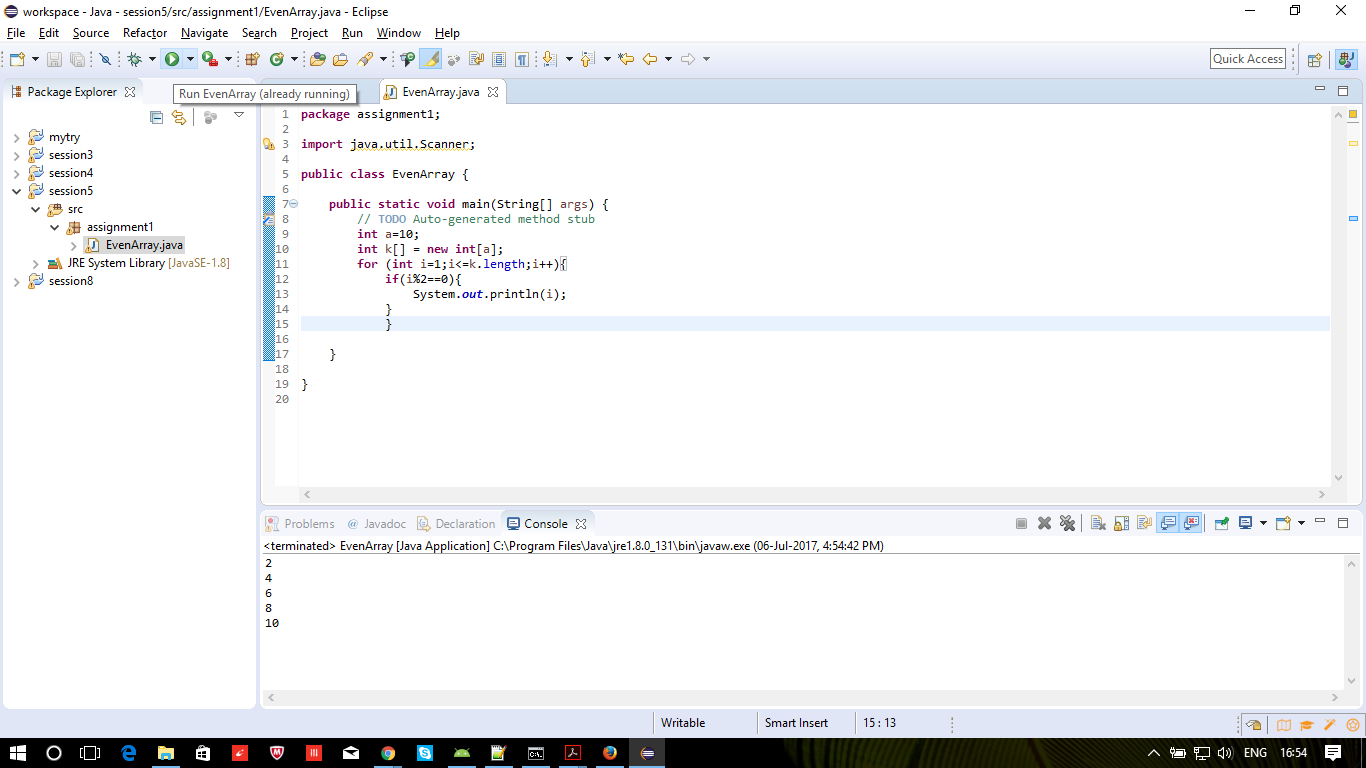 workspace - Java - session5/src/assignment1/EvenArray.java - Eclipse
File Edit Source Refactor Navigate Search Project Run Window Help
Quick Access
Package Explorer
Run EvenArray (already running)
EvenArray.java
mytry
session3
session4
session5
src
assignment1
EvenArray.java
JRE System Library [JavaSE-1.8]
session8
1 package assignment1;
2
3 import java.util.Scanner;
4
5 public class EvenArray {
6
7     public static void main(String[] args) {
8         // TODO Auto-generated method stub
9         int a=10;
10         int k[] = new int[a];
11         for (int i=1;i<=k.length;i++){
12             if(i%2==0){
13                 System.out.println(i);
14             }
15             }
16
17     }
18
19 }
20
Problems @ Javadoc Declaration Console
<terminated> EvenArray [Java Application] C:\Program Files\Java\jre1.8.0_131\bin\javaw.exe (06-Jul-2017, 4:54:42 PM)
2
4
6
8
10
Writable Smart Insert 15 : 13
ENG 16:54